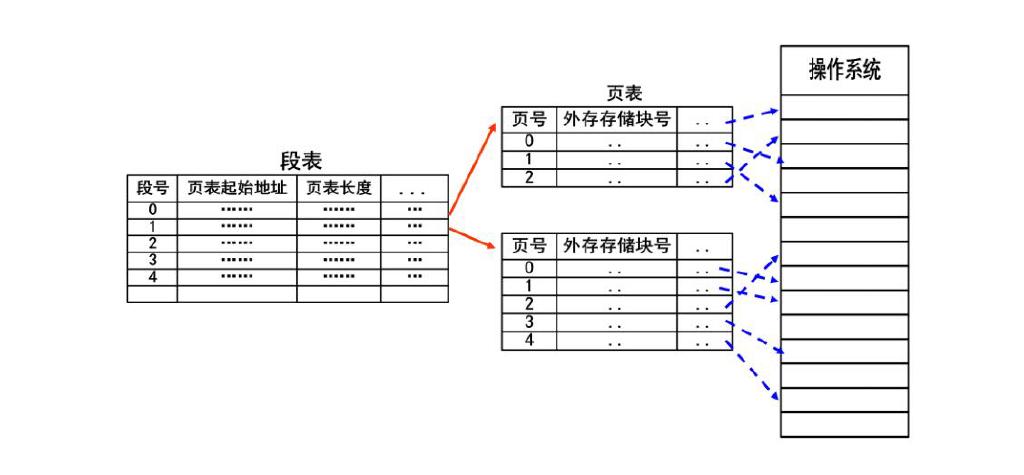 操作系统
页表
页号 外存存储块号 ..
0 .. ..
1 .. ..
2 .. ..
段表
段号 页表起始地址 页表长度 ...
0 ...... ...... ...
1 ...... ...... ...
2 ...... ...... ...
3 ...... ...... ...
4 ...... ...... ...
页号 外存存储块号 ..
0 .. ..
1 .. ..
2 .. ..
3 .. ..
4 .. ..